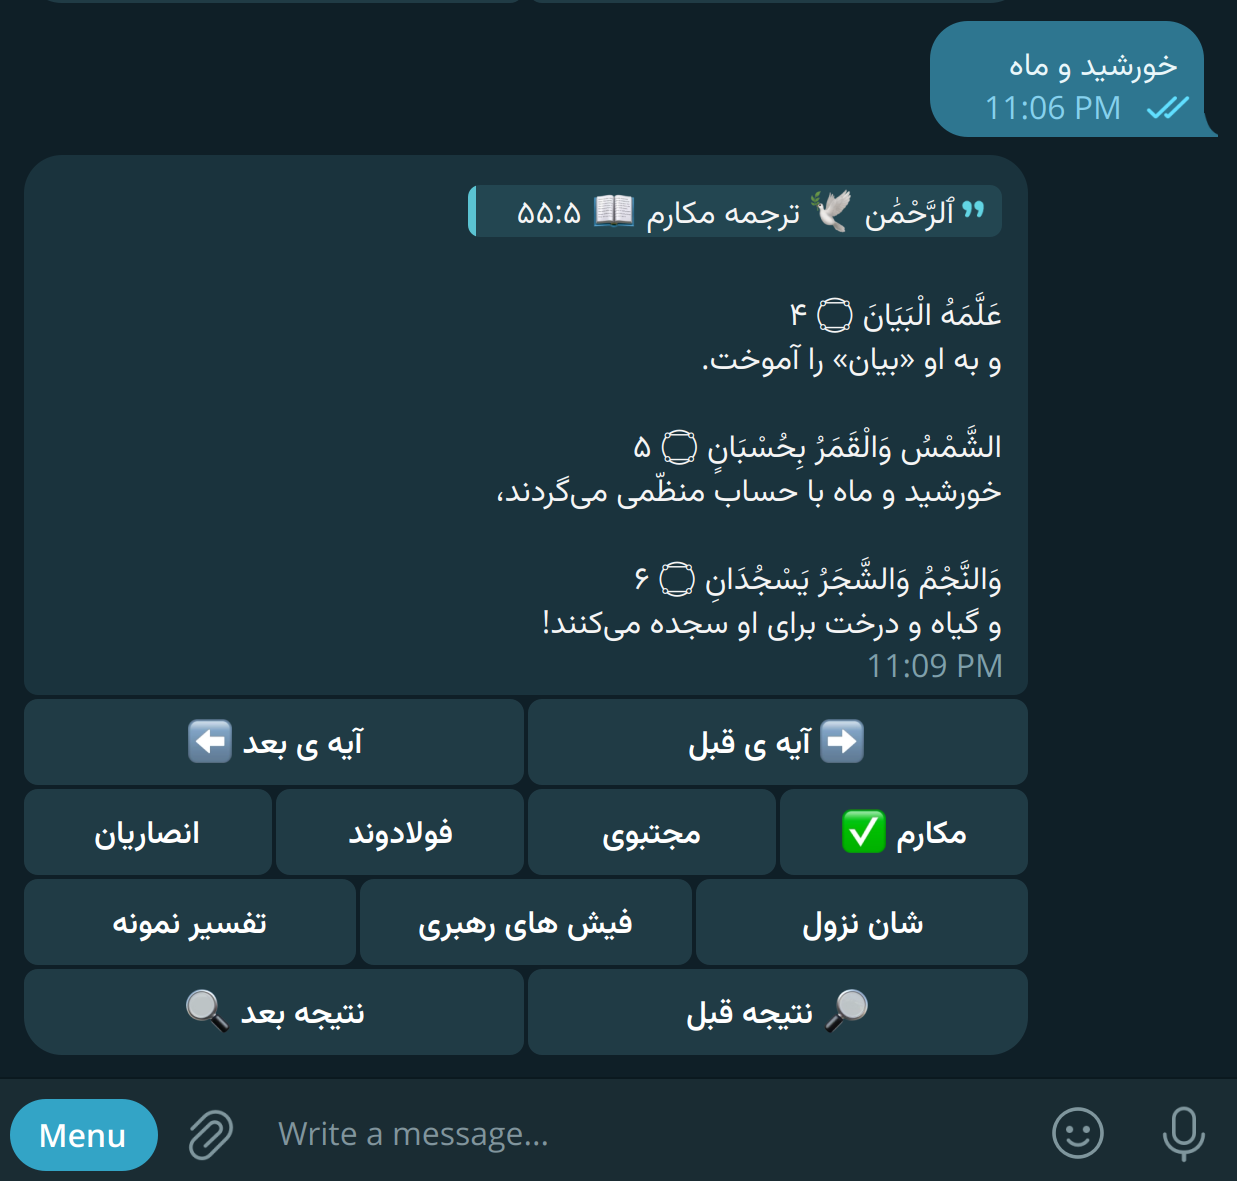 خورشید و ماه
11:06 PM
ٱلرَّحْمَٰن 🕊 ترجمه مکارم 📖 ۵۵:۵
عَلَّمَهُ الْبَيَانَ ۝ ۴
و به او «بیان» را آموخت.
الشَّمْسُ وَالْقَمَرُ بِحُسْبَانٍ ۝ ۵
خورشید و ماه با حساب منظّمی می‌گردند،
وَالنَّجْمُ وَالشَّجَرُ يَسْجُدَانِ ۝ ۶
و گیاه و درخت برای او سجده می‌کنند!
11:09 PM
➡️ آیه ی قبل
آیه ی بعد ⬅️
مکارم ✅
مجتبوی
فولادوند
انصاریان
شان نزول
فیش های رهبری
تفسیر نمونه
🔎 نتیجه قبل
نتیجه بعد 🔍
Menu
Write a message...